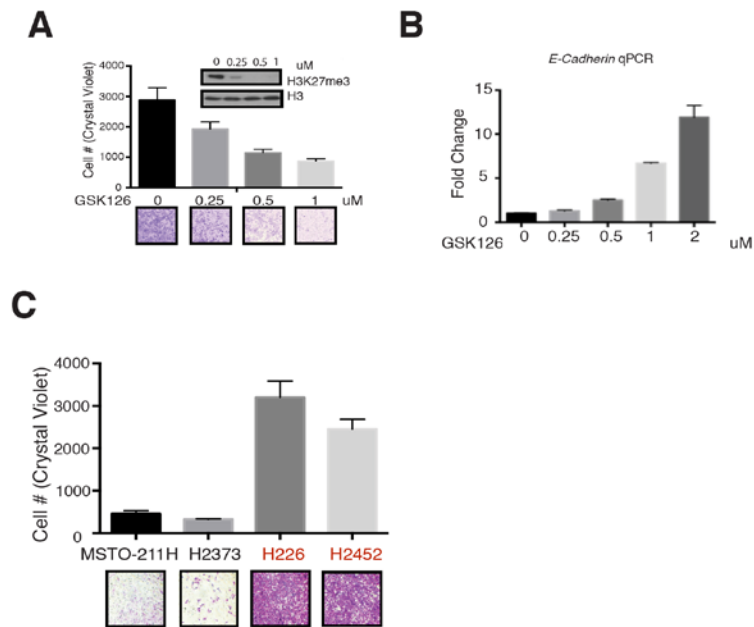 A
Cell # (Crystal Violet)
4000
3000
2000
1000
0
0 0.25 0.5 1 uM
H3K27me3
H3
GSK126 0 0.25 0.5 1 uM
B
E-Cadherin qPCR
Fold Change
15
10
5
0
GSK126 0 0.25 0.5 1 2 uM
C
Cell # (Crystal Violet)
4000
3000
2000
1000
0
MSTO-211H H2373 H226 H2452